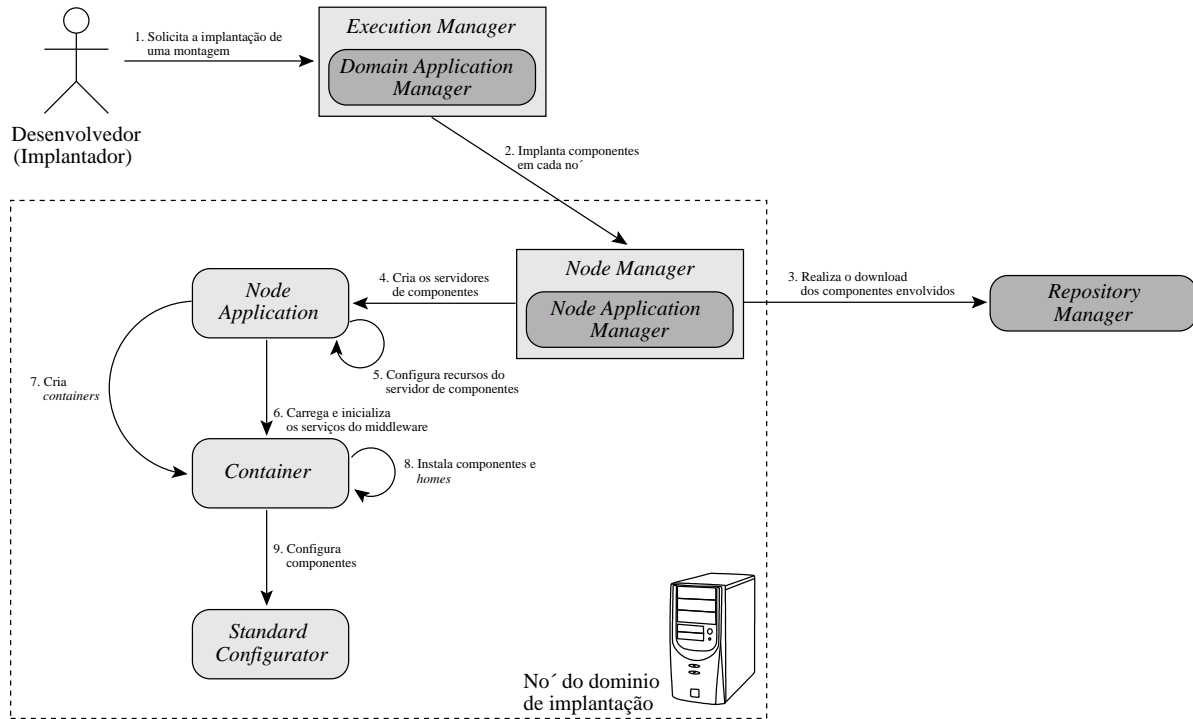 1. Solicita a implantação de
uma montagem
Execution Manager
Domain Application
Manager
Desenvolvedor
(Implantador)
2. Implanta componentes
em cada no´
Node Manager
Node Application
Manager
3. Realiza o download
dos componentes envolvidos
Repository
Manager
4. Cria os servidores
de componentes
Node
Application
5. Configura recursos do
servidor de componentes
6. Carrega e inicializa
os serviços do middleware
7. Cria
containers
Container
8. Instala componentes e
homes
9. Configura
componentes
Standard
Configurator
No´ do dominio
de implantação